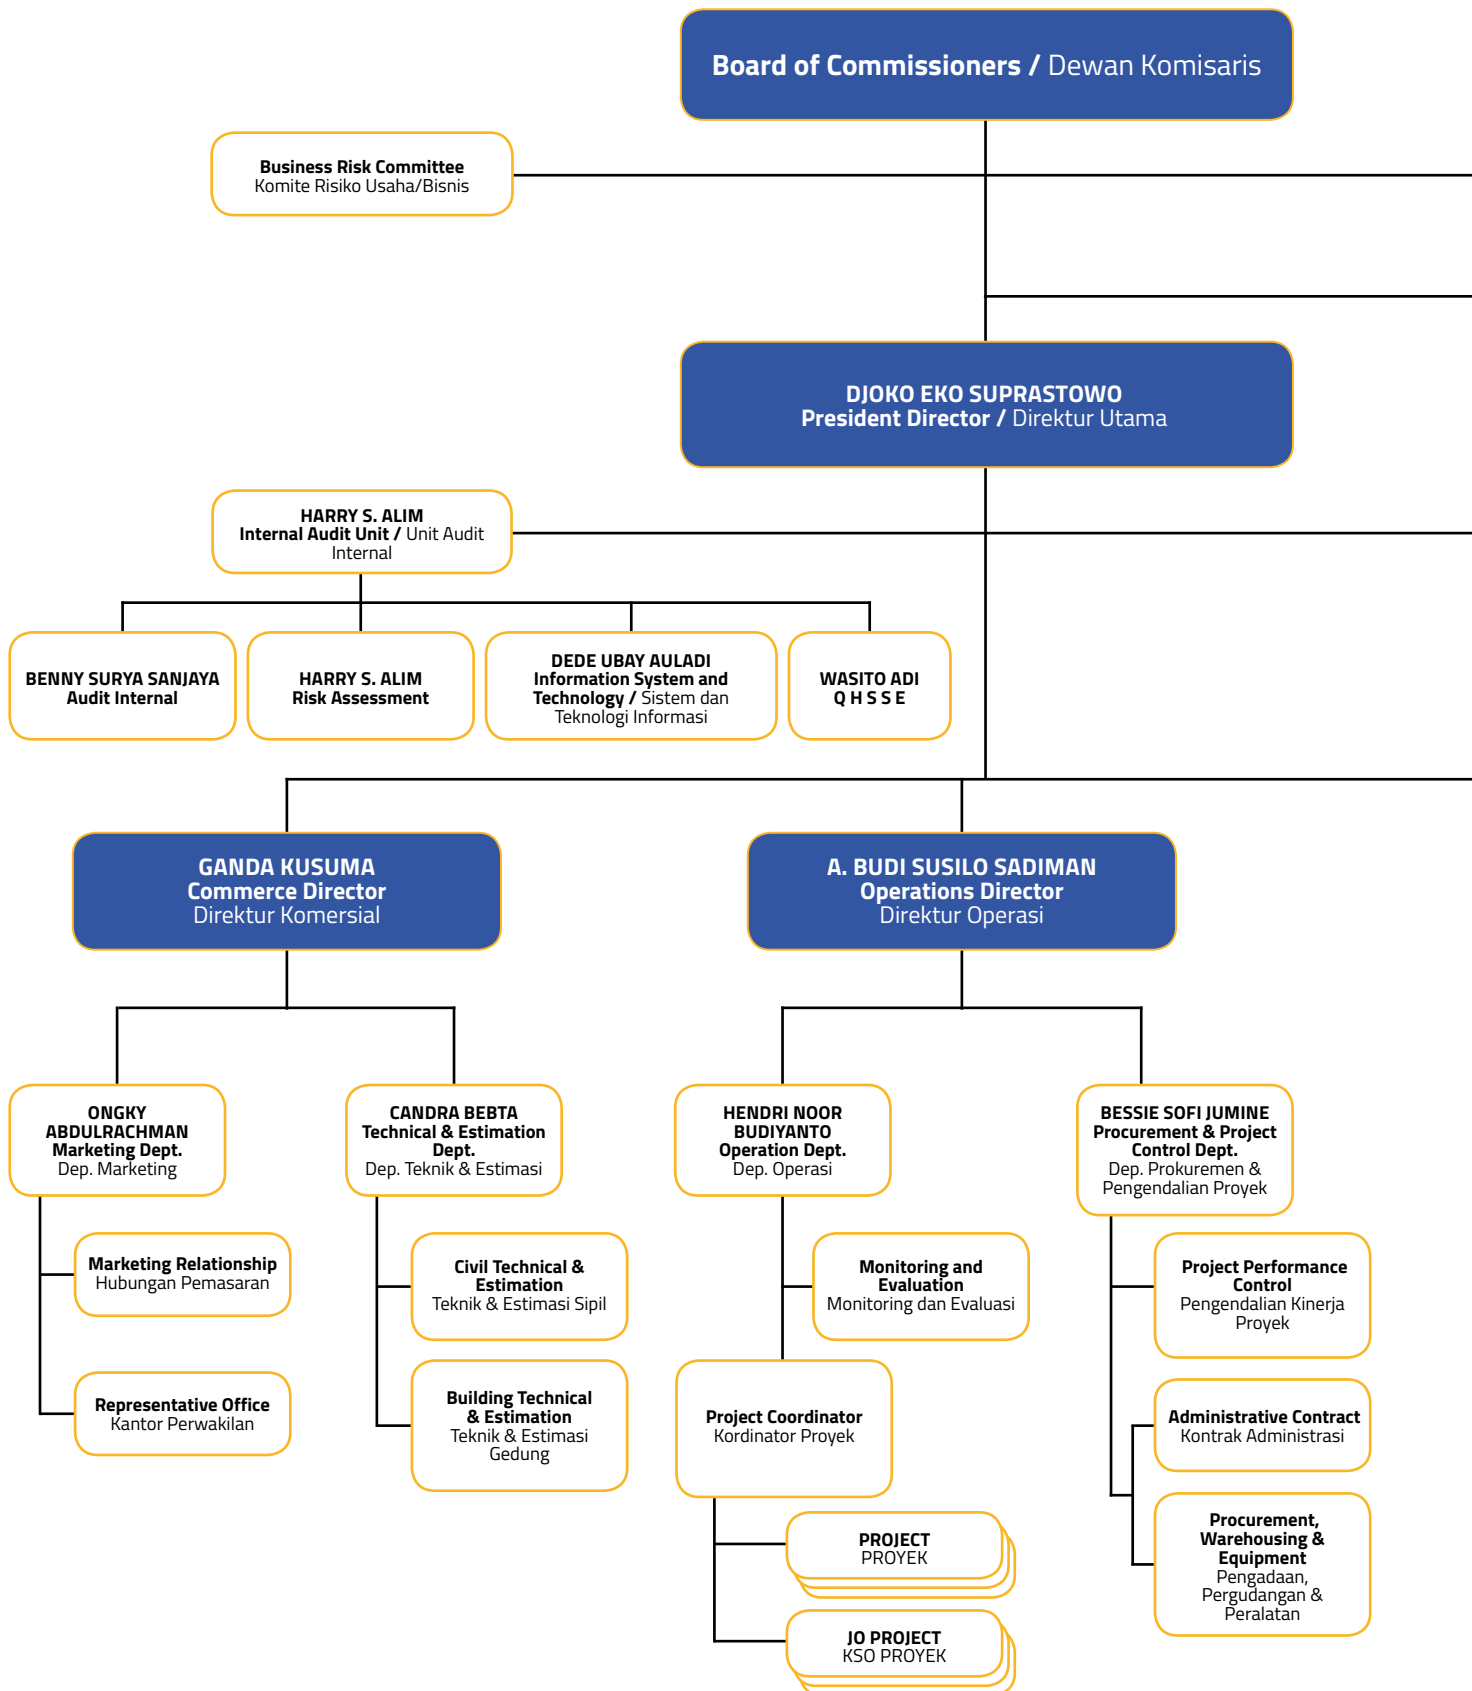 Board of Commissioners / Dewan Komisaris
Business Risk Committee
Komite Risiko Usaha/Bisnis
DJOKO EKO SUPRASTOWO
President Director / Direktur Utama
HARRY S. ALIM
Internal Audit Unit / Unit Audit
Internal
BENNY SURYA SANJAYA
Audit Internal
HARRY S. ALIM
Risk Assessment
DEDE UBAY AULADI
Information System and
Technology / Sistem dan
Teknologi Informasi
WASITO ADI
Q H S S E
GANDA KUSUMA
Commerce Director
Direktur Komersial
A. BUDI SUSILO SADIMAN
Operations Director
Direktur Operasi
ONGKY
ABDULRACHMAN
Marketing Dept.
Dep. Marketing
CANDRA BEBTA
Technical & Estimation
Dept.
Dep. Teknik & Estimasi
HENDRI NOOR
BUDIYANTO
Operation Dept.
Dep. Operasi
BESSIE SOFI JUMINE
Procurement & Project
Control Dept.
Dep. Prokuremen &
Pengendalian Proyek
Marketing Relationship
Hubungan Pemasaran
Civil Technical &
Estimation
Teknik & Estimasi Sipil
Monitoring and
Evaluation
Monitoring dan Evaluasi
Project Performance
Control
Pengendalian Kinerja
Proyek
Representative Office
Kantor Perwakilan
Building Technical
& Estimation
Teknik & Estimasi
Gedung
Project Coordinator
Kordinator Proyek
Administrative Contract
Kontrak Administrasi
PROJECT
PROYEK
Procurement,
Warehousing &
Equipment
Pengadaan,
Pergudangan &
Peralatan
JO PROJECT
KSO PROYEK